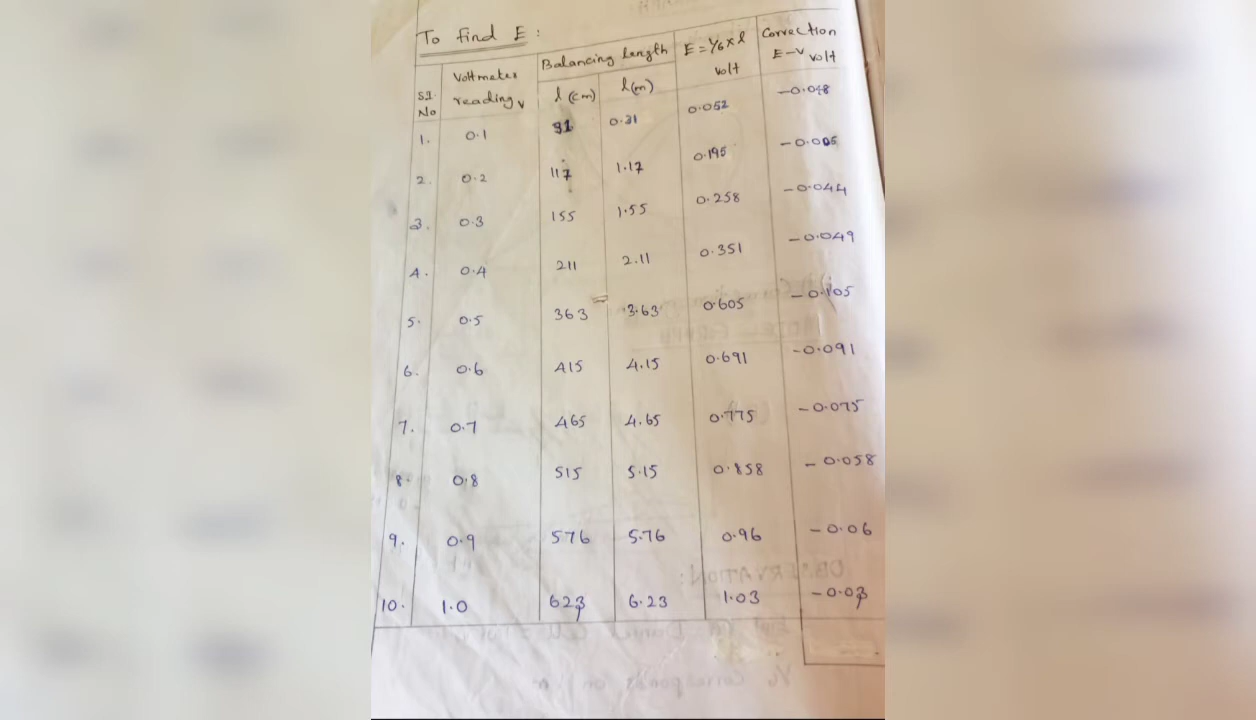 To find E :
Sl. No Voltmeter reading V Balancing length l (cm) l (m) E = 1/6 x l volt Correction E-V volt
1. 0.1 31 0.31 0.052 -0.048
2. 0.2 117 1.17 0.195 -0.005
3. 0.3 155 1.55 0.258 -0.044
4. 0.4 211 2.11 0.351 -0.049
5. 0.5 363 3.63 0.605 -0.105
6. 0.6 415 4.15 0.691 -0.091
7. 0.7 465 4.65 0.775 -0.075
8. 0.8 515 5.15 0.858 -0.058
9. 0.9 576 5.76 0.96 -0.06
10. 1.0 623 6.23 1.03 -0.03